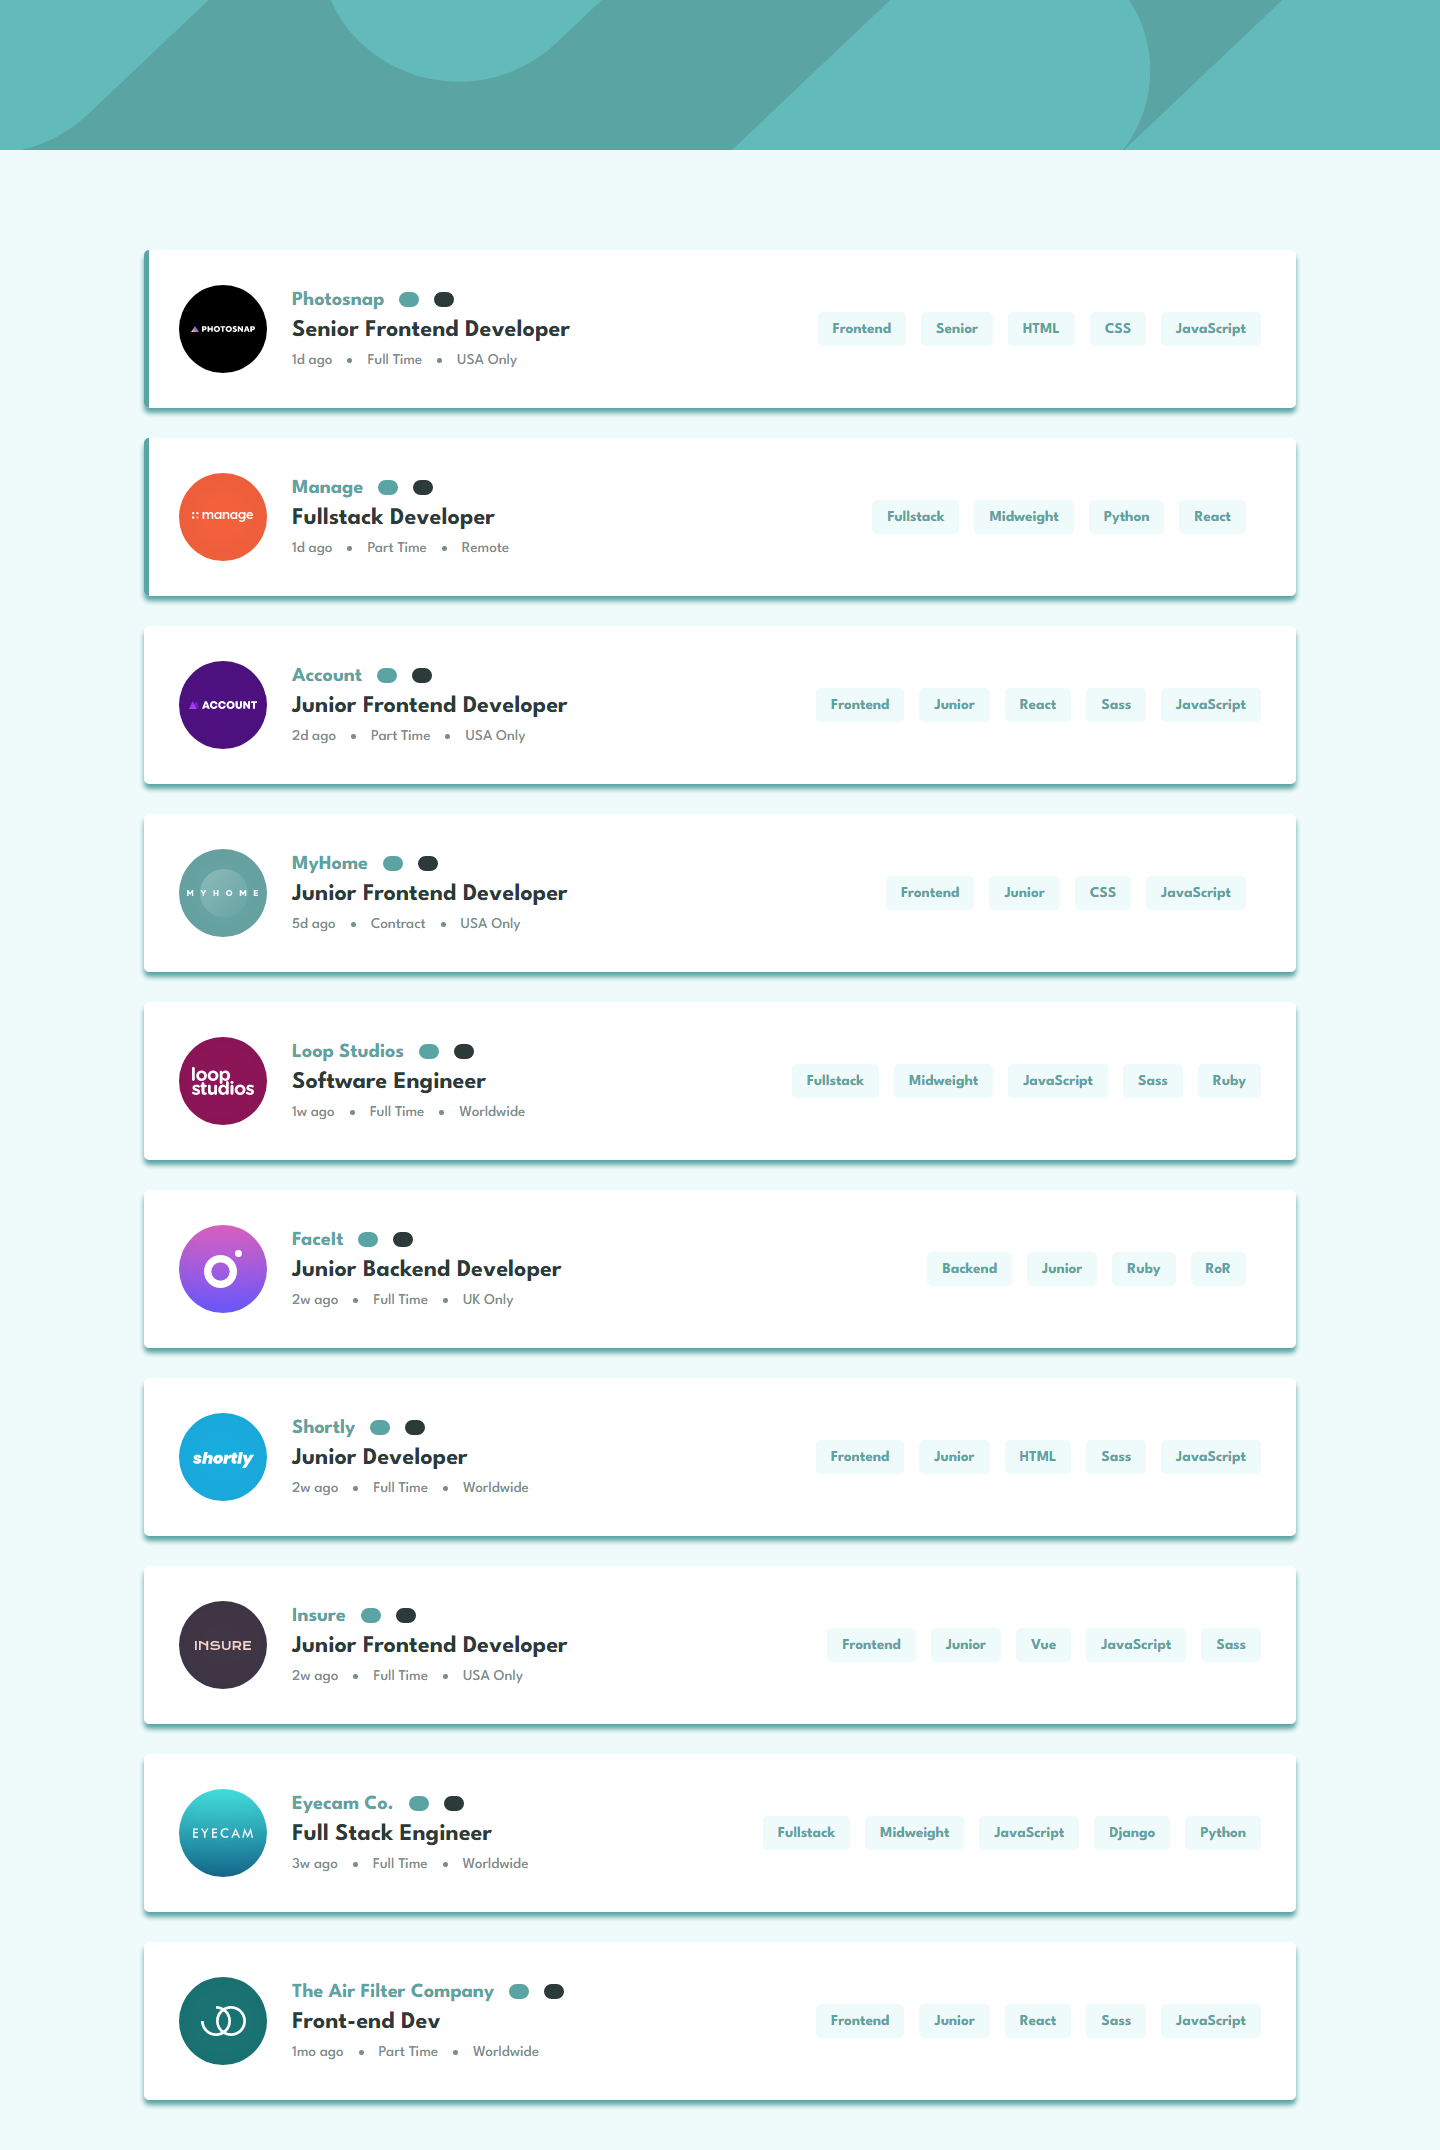 Photosnap
PHOTOSNAP
Senior Frontend Developer
1d ago • Full Time • USA Only
Frontend Senior HTML CSS JavaScript
Manage
manage
Fullstack Developer
1d ago • Part Time • Remote
Fullstack Midweight Python React
Account
ACCOUNT
Junior Frontend Developer
2d ago • Part Time • USA Only
Frontend Junior React Sass JavaScript
MyHome
MYHOME
Junior Frontend Developer
5d ago • Contract • USA Only
Frontend Junior CSS JavaScript
Loop Studios
loop
studios
Software Engineer
1w ago • Full Time • Worldwide
Fullstack Midweight JavaScript Sass Ruby
FaceIt
Junior Backend Developer
2w ago • Full Time • UK Only
Backend Junior Ruby RoR
Shortly
shortly
Junior Developer
2w ago • Full Time • Worldwide
Frontend Junior HTML Sass JavaScript
Insure
INSURE
Junior Frontend Developer
2w ago • Full Time • USA Only
Frontend Junior Vue JavaScript Sass
Eyecam Co.
EYECAM
Full Stack Engineer
3w ago • Full Time • Worldwide
Fullstack Midweight JavaScript Django Python
The Air Filter Company
Front-end Dev
1mo ago • Part Time • Worldwide
Frontend Junior React Sass JavaScript